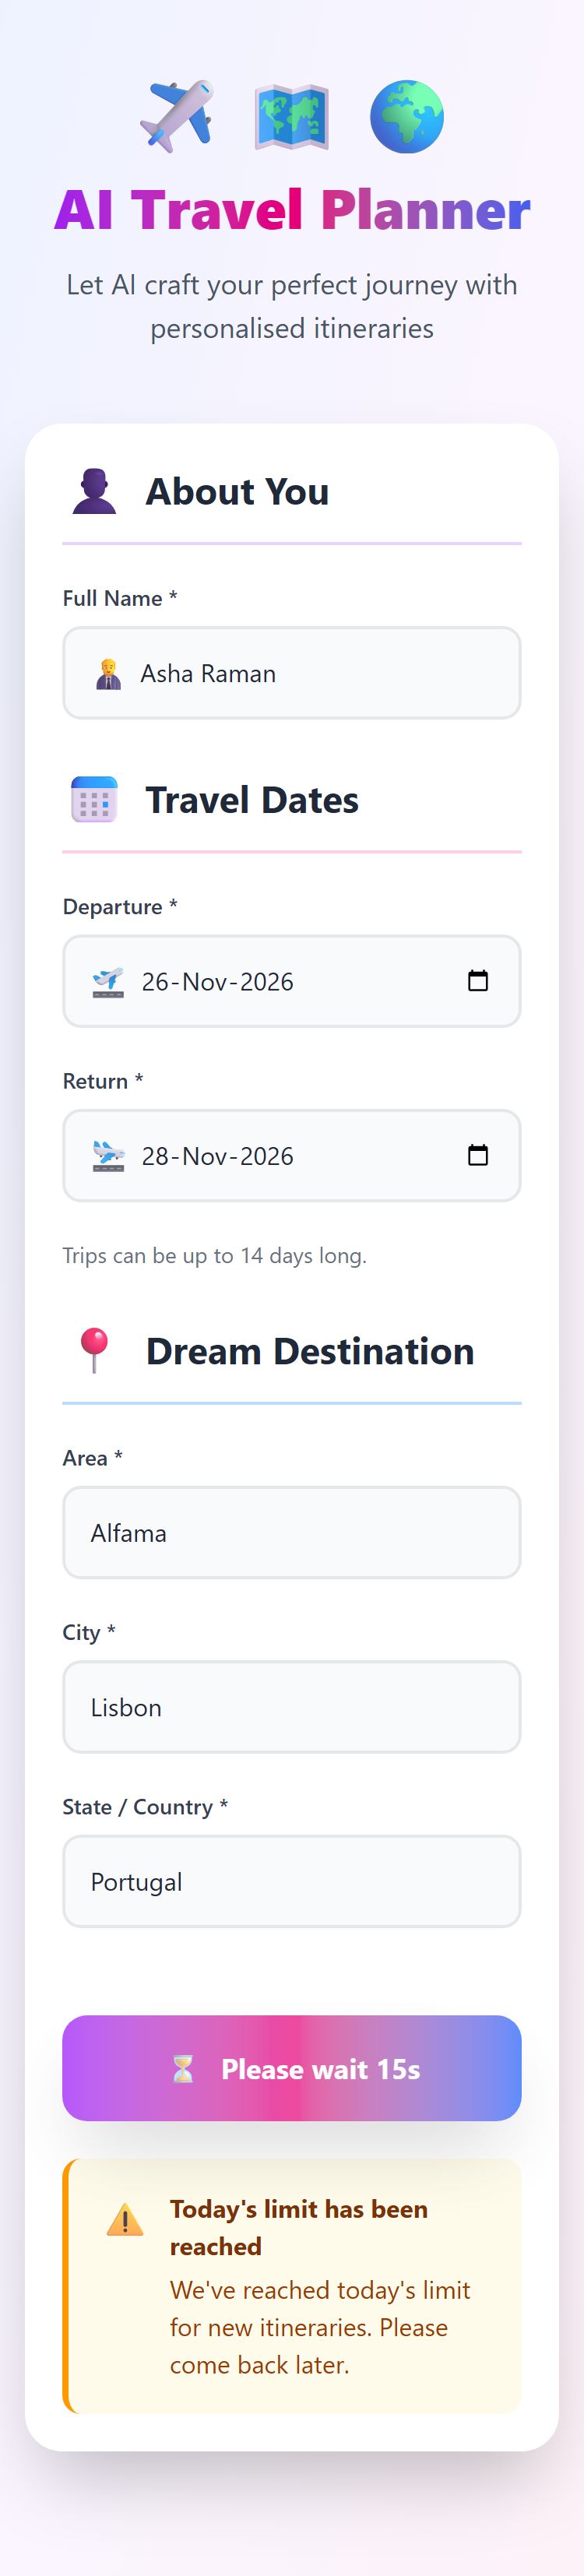 AI Travel Planner
Let AI craft your perfect journey with
personalised itineraries
About You
Full Name *
Asha Raman
Travel Dates
Departure *
26-Nov-2026
Return *
28-Nov-2026
Trips can be up to 14 days long.
Dream Destination
Area *
Alfama
City *
Lisbon
State / Country *
Portugal
Please wait 15s
Today's limit has been
reached
We've reached today's limit
for new itineraries. Please
come back later.